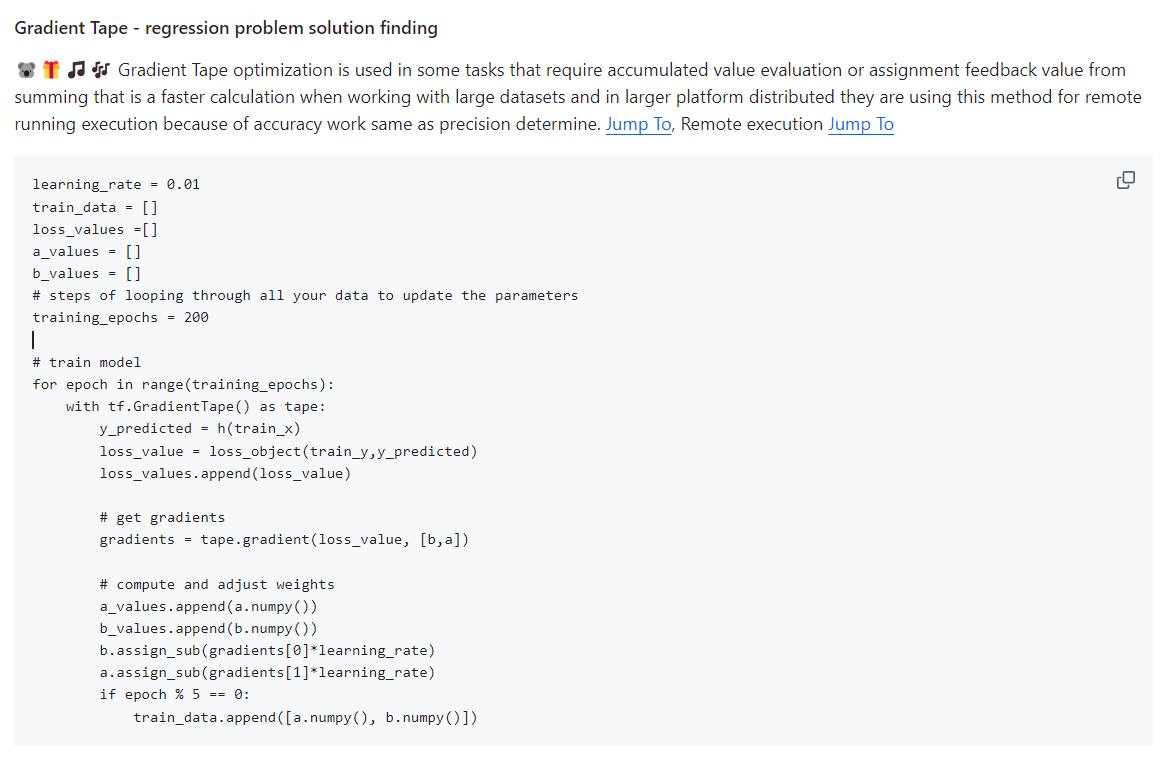 Gradient Tape - regression problem solution finding
🐨 🎁 🎵 🎶 Gradient Tape optimization is used in some tasks that require accumulated value evaluation or assignment feedback value from
summing that is a faster calculation when working with large datasets and in larger platform distributed they are using this method for remote
running execution because of accuracy work same as precision determine. Jump To, Remote execution Jump To
learning_rate = 0.01
train_data = []
loss_values =[]
a_values = []
b_values = []
# steps of looping through all your data to update the parameters
training_epochs = 200
# train model
for epoch in range(training_epochs):
    with tf.GradientTape() as tape:
        y_predicted = h(train_x)
        loss_value = loss_object(train_y,y_predicted)
        loss_values.append(loss_value)
        # get gradients
        gradients = tape.gradient(loss_value, [b,a])
        # compute and adjust weights
        a_values.append(a.numpy())
        b_values.append(b.numpy())
        b.assign_sub(gradients[0]*learning_rate)
        a.assign_sub(gradients[1]*learning_rate)
        if epoch % 5 == 0:
            train_data.append([a.numpy(), b.numpy()])